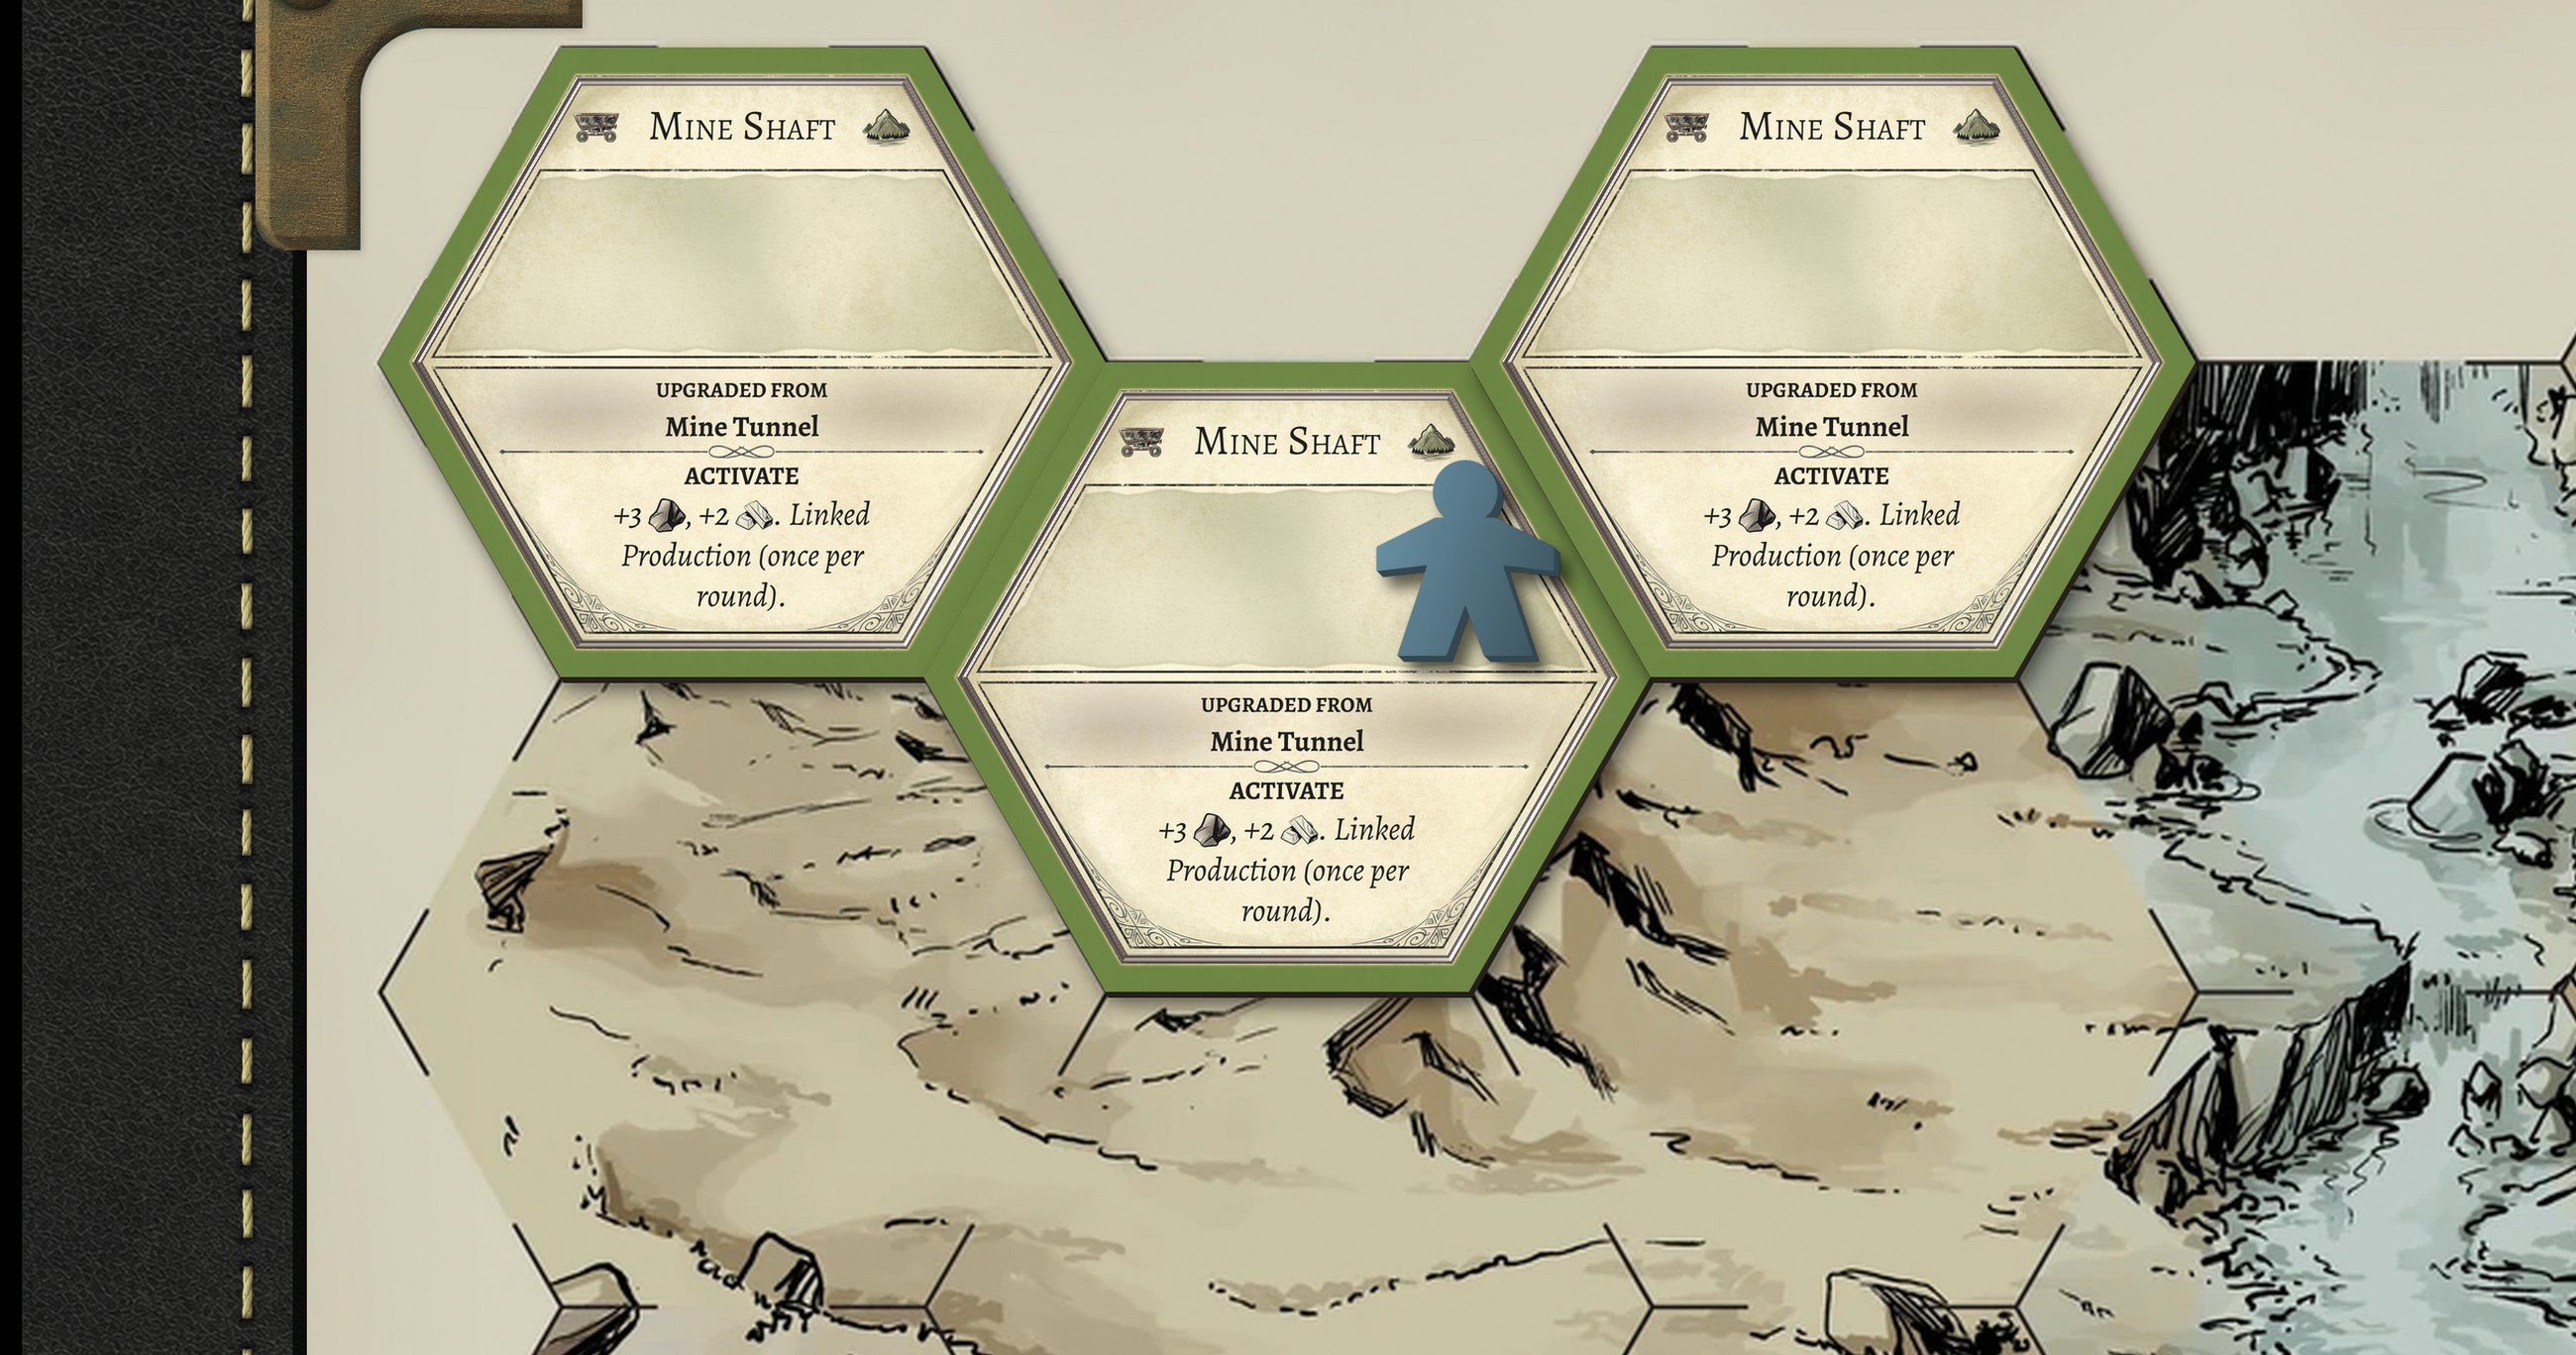 Mine Shaft
UPGRADED FROM
Mine Tunnel
ACTIVATE
+3 , +2 . Linked
Production (once per
round).
Mine Shaft
UPGRADED FROM
Mine Tunnel
ACTIVATE
+3 , +2 . Linked
Production (once per
round).
Mine Shaft
UPGRADED FROM
Mine Tunnel
ACTIVATE
+3 , +2 . Linked
Production (once per
round).